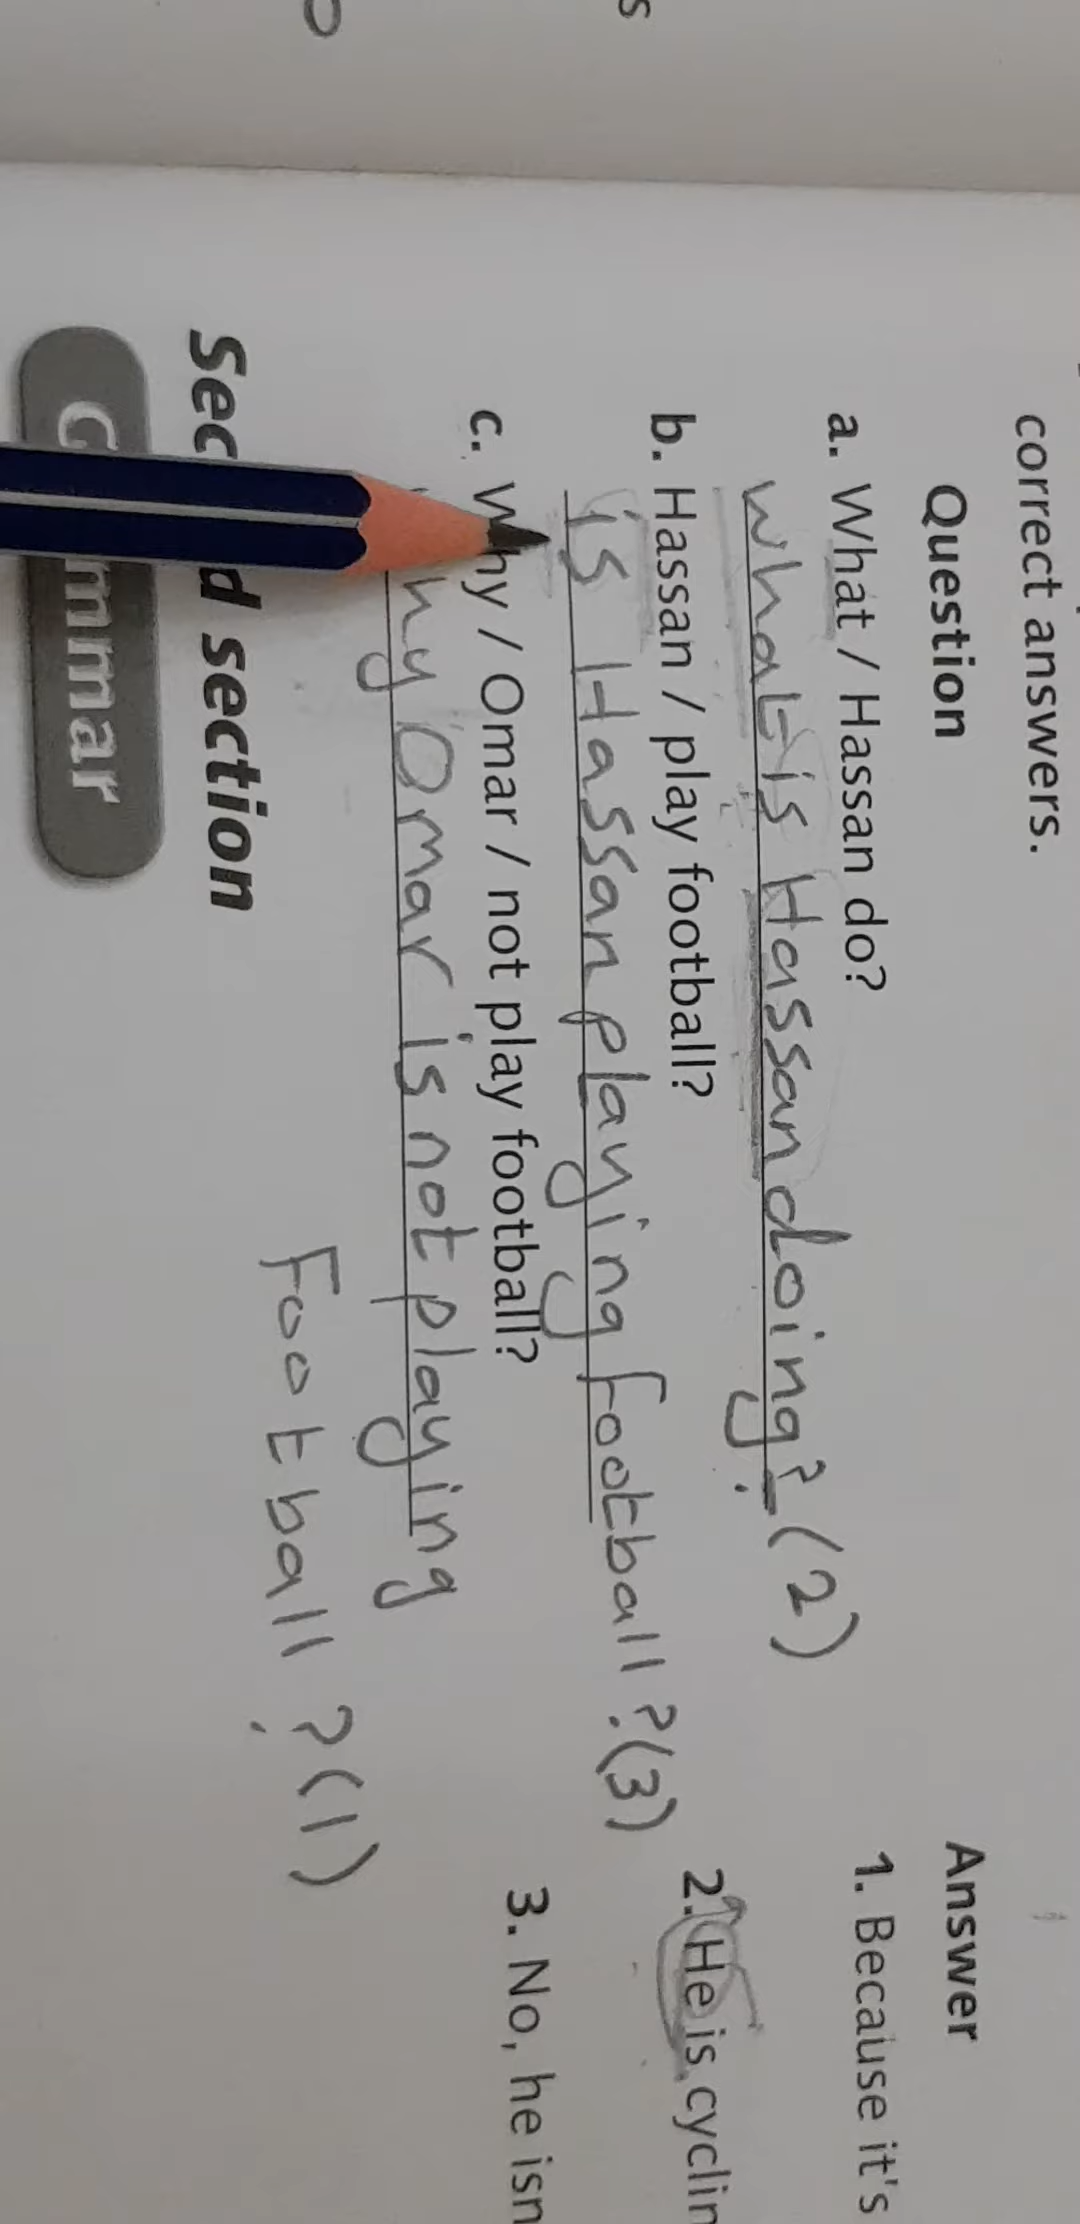 correct answers.
Question
Answer
a. What / Hassan do?
1. Because it's
what is Hassan doing? (2)
b. Hassan / play football?
2. He is cyclin
is Hassan playing football? (3)
c. Why / Omar / not play football?
3. No, he isn
why Omar is not playing
Football? (1)
section